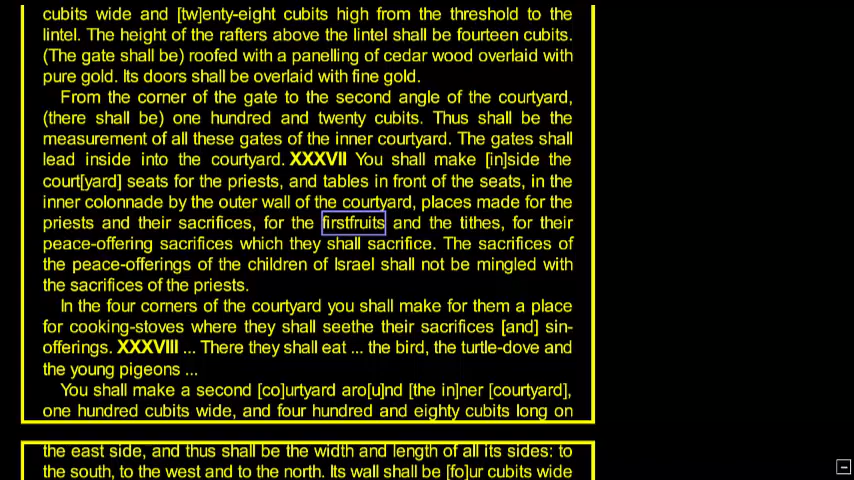 cubits wide and [tw]enty-eight cubits high from the threshold to the
lintel. The height of the rafters above the lintel shall be fourteen cubits.
(The gate shall be) roofed with a panelling of cedar wood overlaid with
pure gold. Its doors shall be overlaid with fine gold.
From the corner of the gate to the second angle of the courtyard,
(there shall be) one hundred and twenty cubits. Thus shall be the
measurement of all these gates of the inner courtyard. The gates shall
lead inside into the courtyard. XXXVII You shall make [in]side the
court[yard] seats for the priests, and tables in front of the seats, in the
inner colonnade by the outer wall of the courtyard, places made for the
priests and their sacrifices, for the firstfruits and the tithes, for their
peace-offering sacrifices which they shall sacrifice. The sacrifices of
the peace-offerings of the children of Israel shall not be mingled with
the sacrifices of the priests.
In the four corners of the courtyard you shall make for them a place
for cooking-stoves where they shall seethe their sacrifices [and] sin-
offerings. XXXVIII ... There they shall eat ... the bird, the turtle-dove and
the young pigeons ...
You shall make a second [co]urtyard aro[u]nd [the in]ner [courtyard],
one hundred cubits wide, and four hundred and eighty cubits long on
the east side, and thus shall be the width and length of all its sides: to
the south, to the west and to the north. Its wall shall be [fo]ur cubits wide